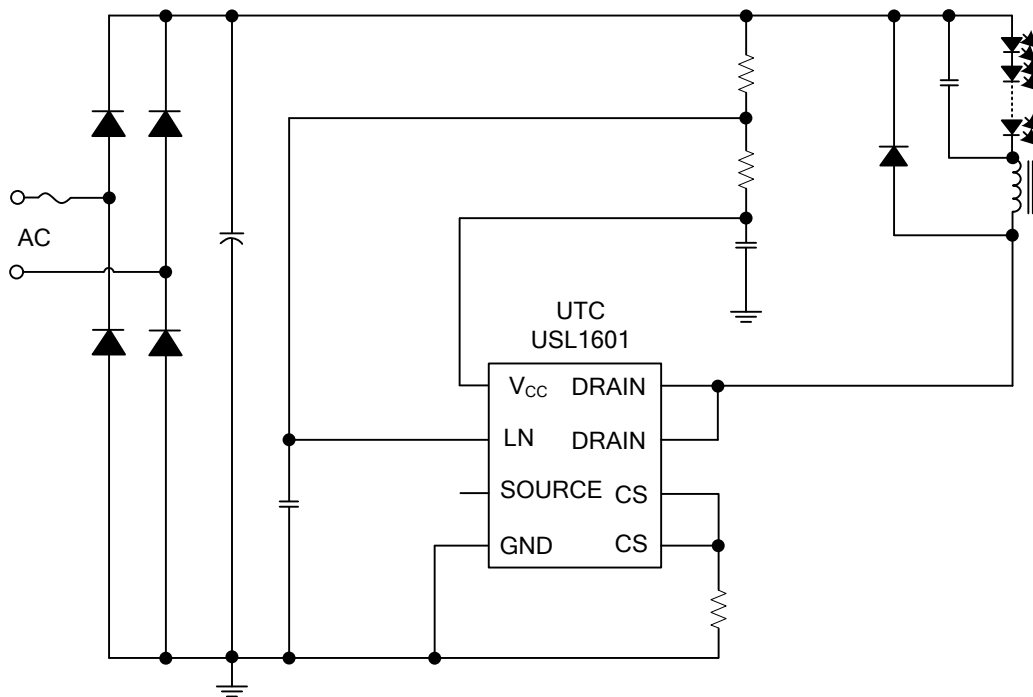 AC
UTC
USL1601
VCC DRAIN
LN DRAIN
SOURCE CS
GND CS